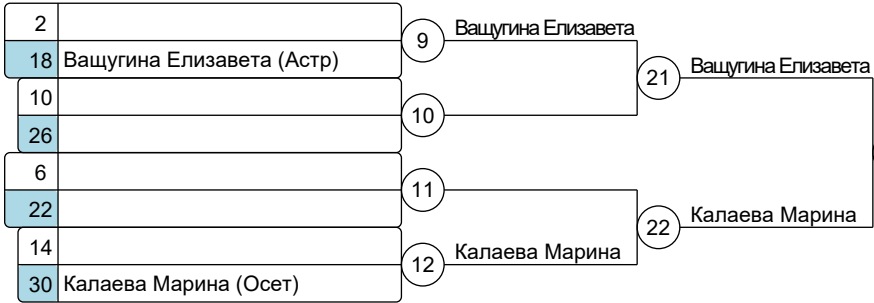 2
9 Ващугина Елизавета
18 Ващугина Елизавета (Астр)
21 Ващугина Елизавета
10
10
26
6
11
22
22 Калаева Марина
14
12 Калаева Марина
30 Калаева Марина (Осет)